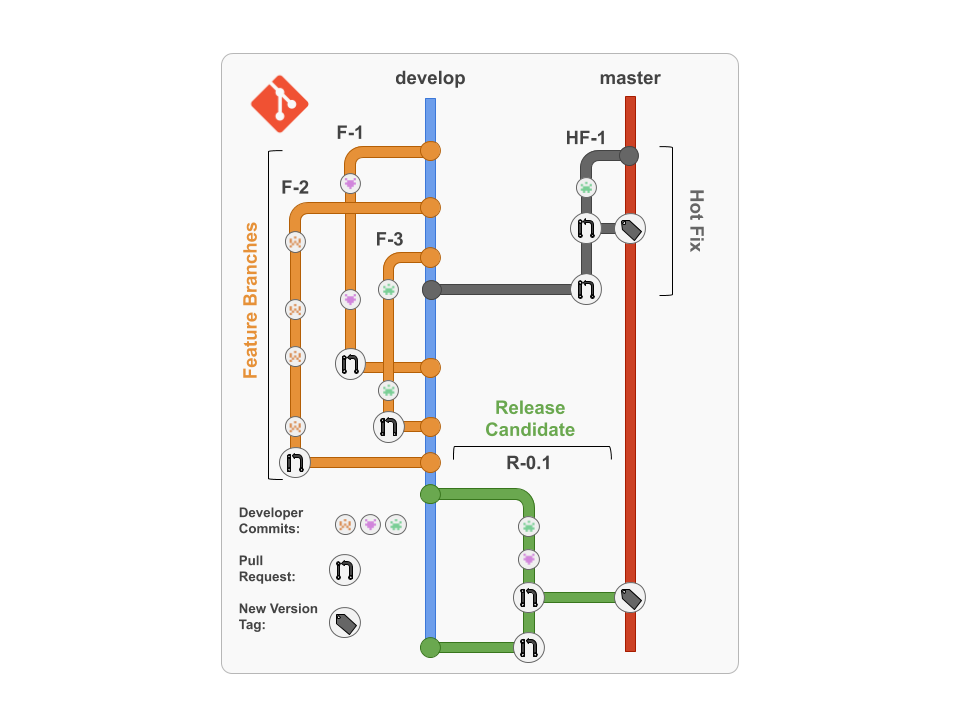 develop
master
F-1
HF-1
F-2
F-3
Feature Branches
Hot Fix
Release
Candidate
R-0.1
Developer
Commits:
Pull
Request:
New Version
Tag: